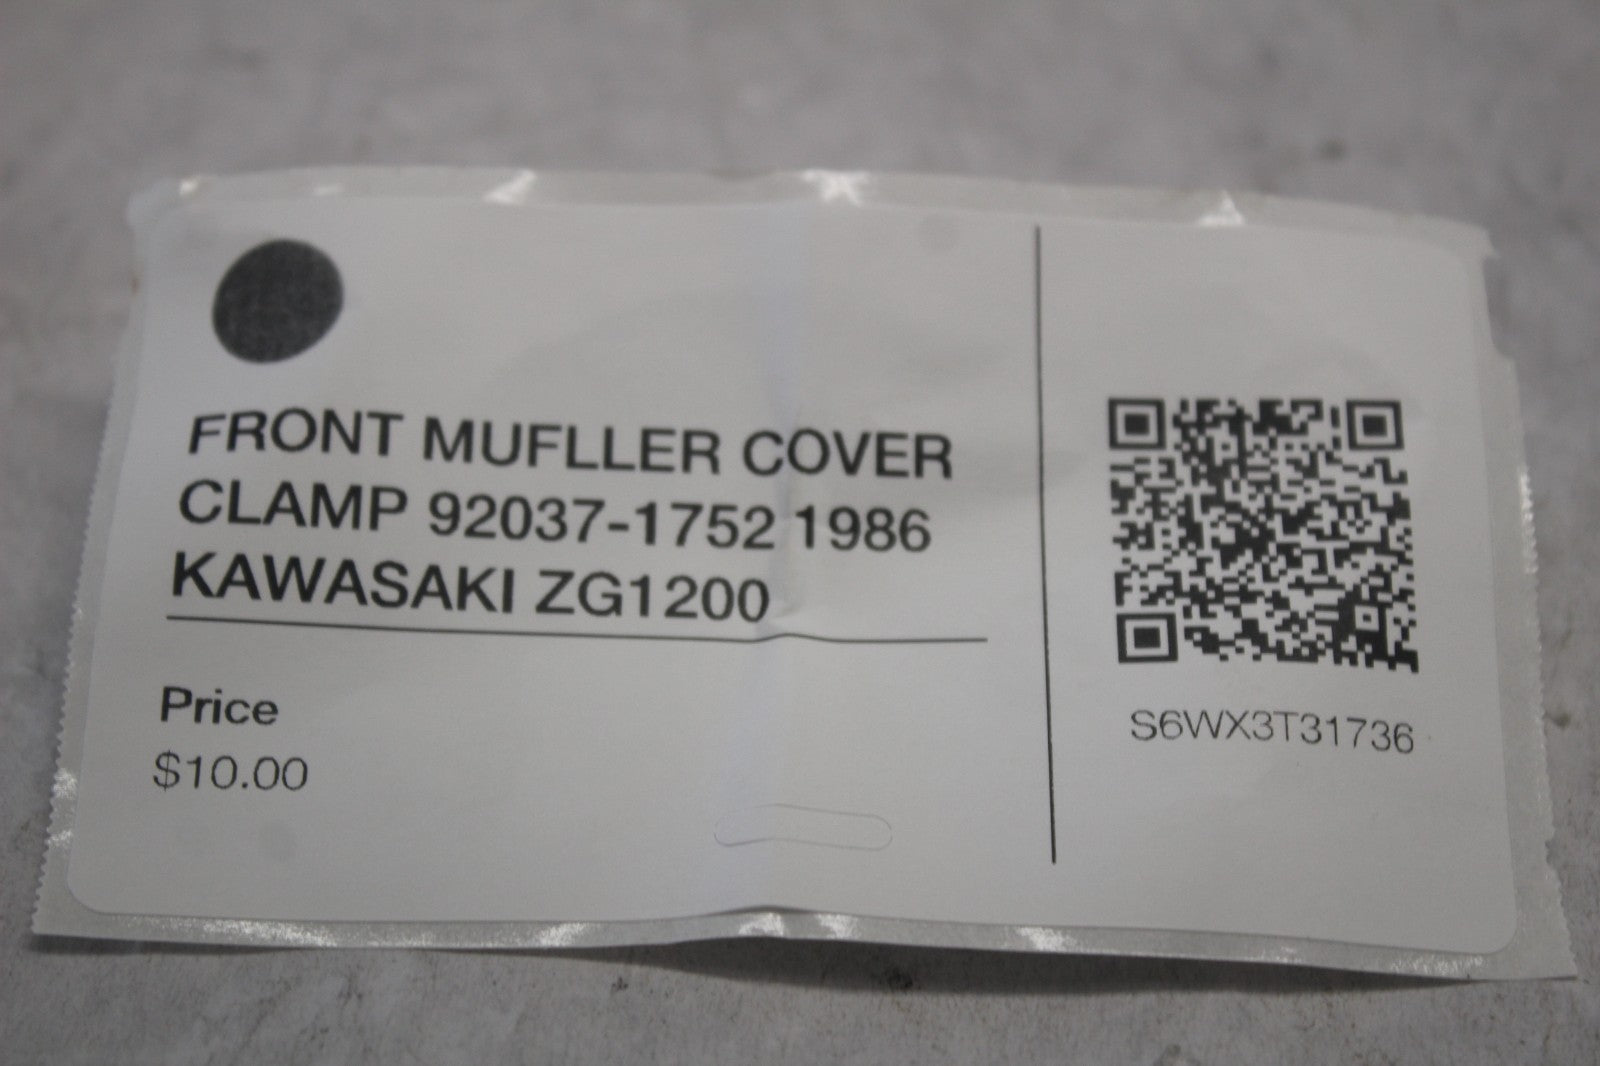 FRONT MUFLLER COVER
CLAMP 92037-1752 1986
KAWASAKI ZG1200
Price
$10.00
S6WX3T31736